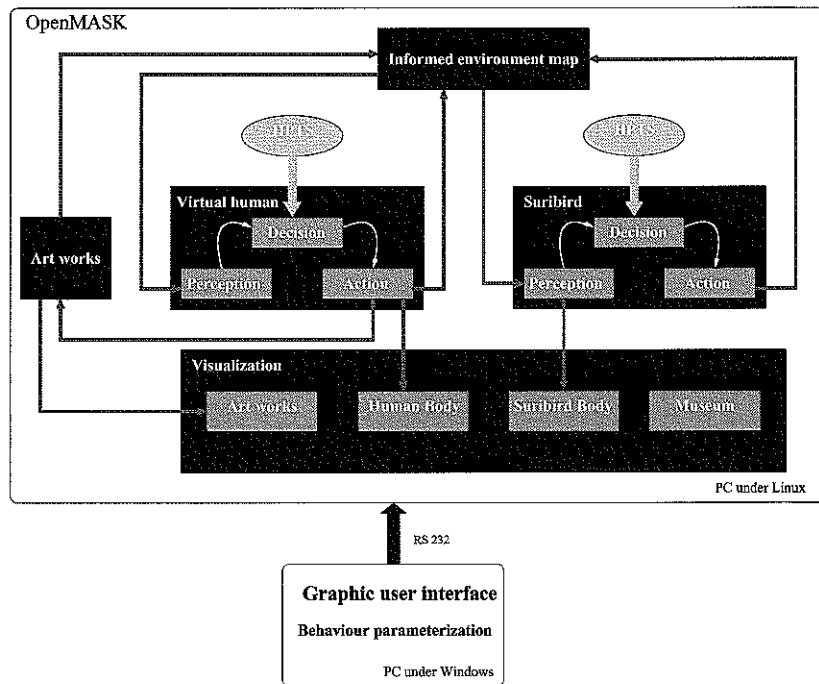 OpenMASK
Informed environment map
HPTS
HPTS
Virtual human
Decision
Perception
Action
Suribird
Decision
Perception
Action
Art works
Visualization
Art works
Human Body
Suribird Body
Museum
PC under Linux
RS 232
Graphic user interface
Behaviour parameterization
PC under Windows